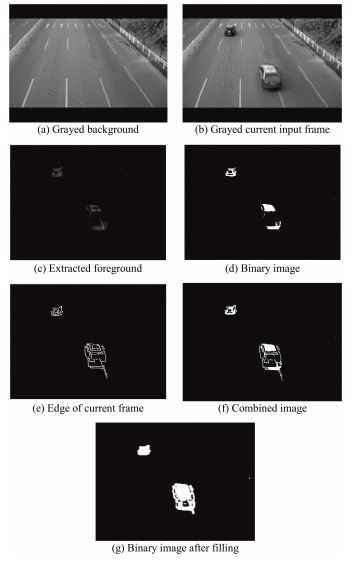 (a) Grayed background
(b) Grayed current input frame
(c) Extracted foreground
(d) Binary image
(e) Edge of current frame
(f) Combined image
(g) Binary image after filling